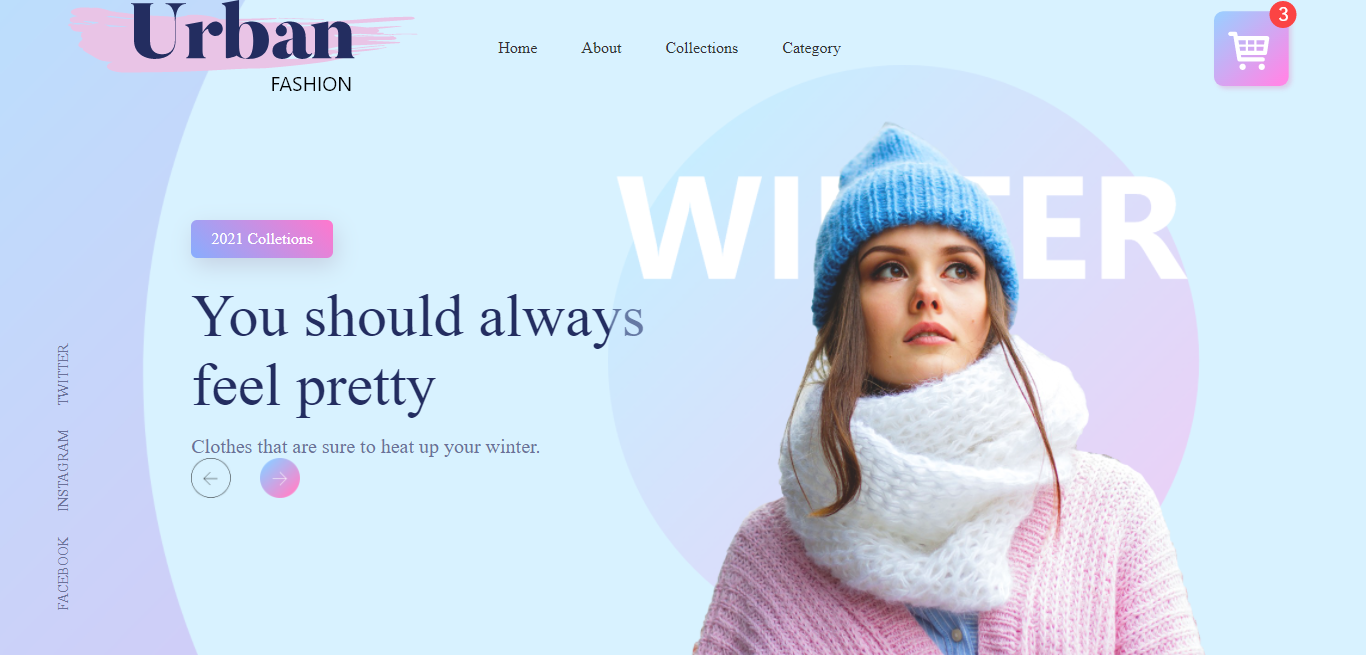 Urban
FASHION
Home
About
Collections
Category
3
WINTER
2021 Colletions
You should always
feel pretty
Clothes that are sure to heat up your winter.
TWITTER
INSTAGRAM
FACEBOOK